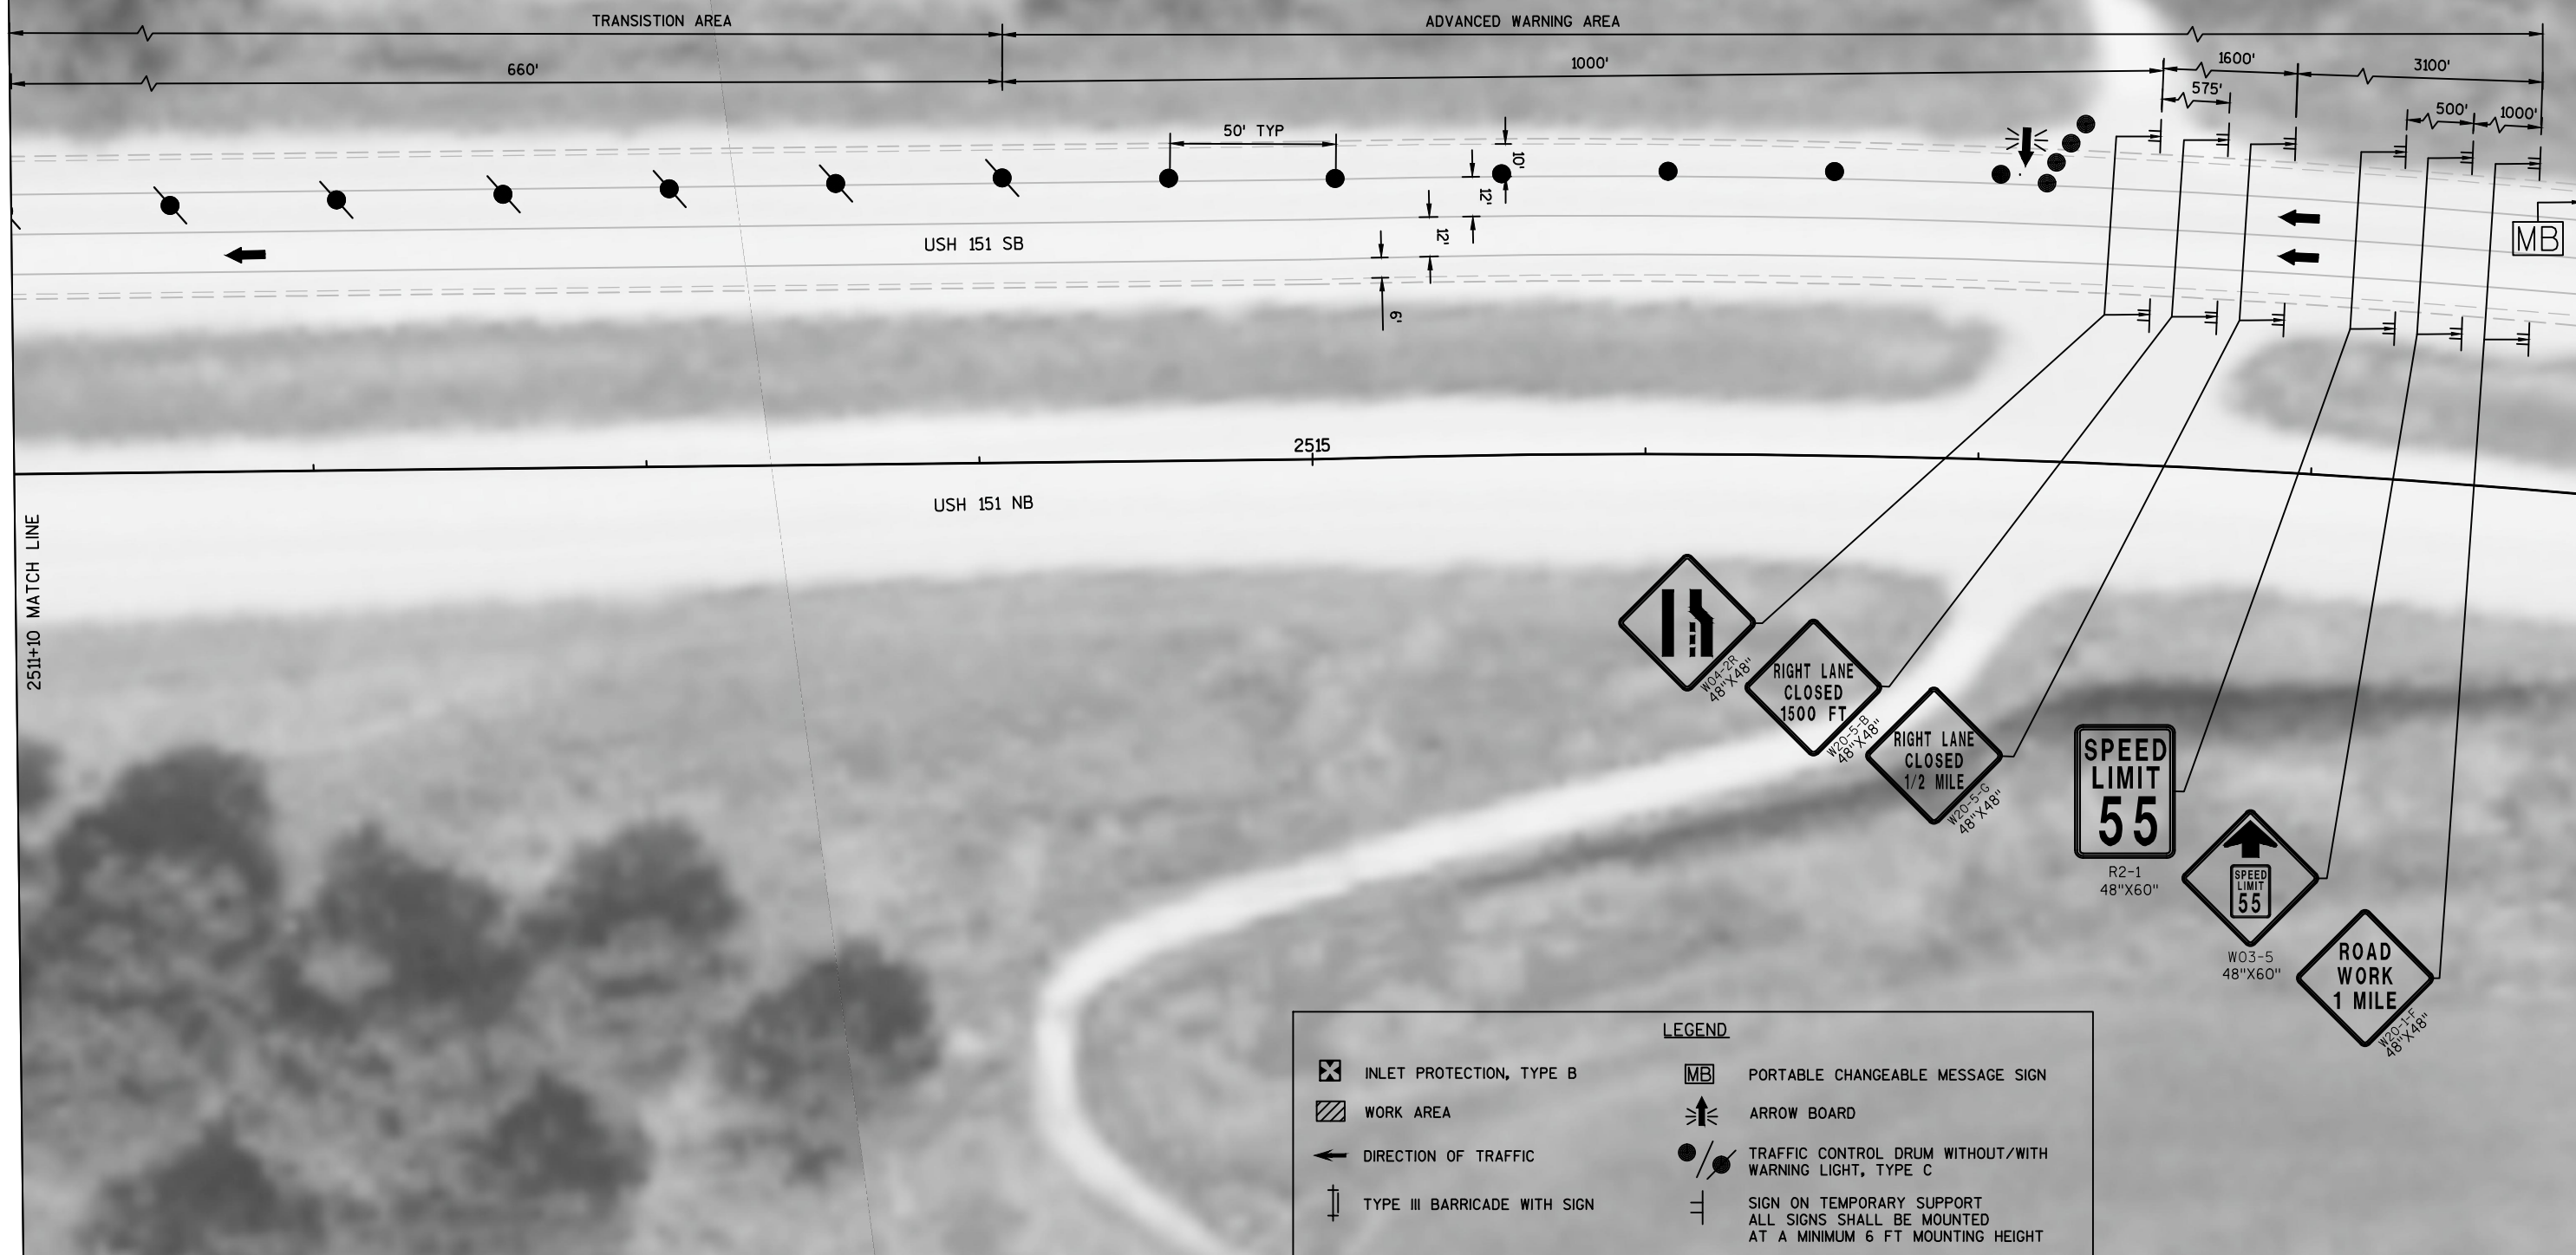 TRANSISTION AREA
ADVANCED WARNING AREA
660'
1000'
1600'
3100'
575'
500'
1000'
50' TYP
10'
12'
12'
6'
USH 151 SB
MB
2515
USH 151 NB
2511+10 MATCH LINE
W04-2R
48"X48"
RIGHT LANE
CLOSED
1500 FT
W20-5-B
48"X48"
RIGHT LANE
CLOSED
1/2 MILE
W20-5-G
48"X48"
SPEED
LIMIT
55
R2-1
48"X60"
SPEED
LIMIT
55
W03-5
48"X60"
ROAD
WORK
1 MILE
W20-1-F
48"X48"
LEGEND
INLET PROTECTION, TYPE B
WORK AREA
DIRECTION OF TRAFFIC
TYPE III BARRICADE WITH SIGN
MB PORTABLE CHANGEABLE MESSAGE SIGN
ARROW BOARD
TRAFFIC CONTROL DRUM WITHOUT/WITH
WARNING LIGHT, TYPE C
SIGN ON TEMPORARY SUPPORT
ALL SIGNS SHALL BE MOUNTED
AT A MINIMUM 6 FT MOUNTING HEIGHT